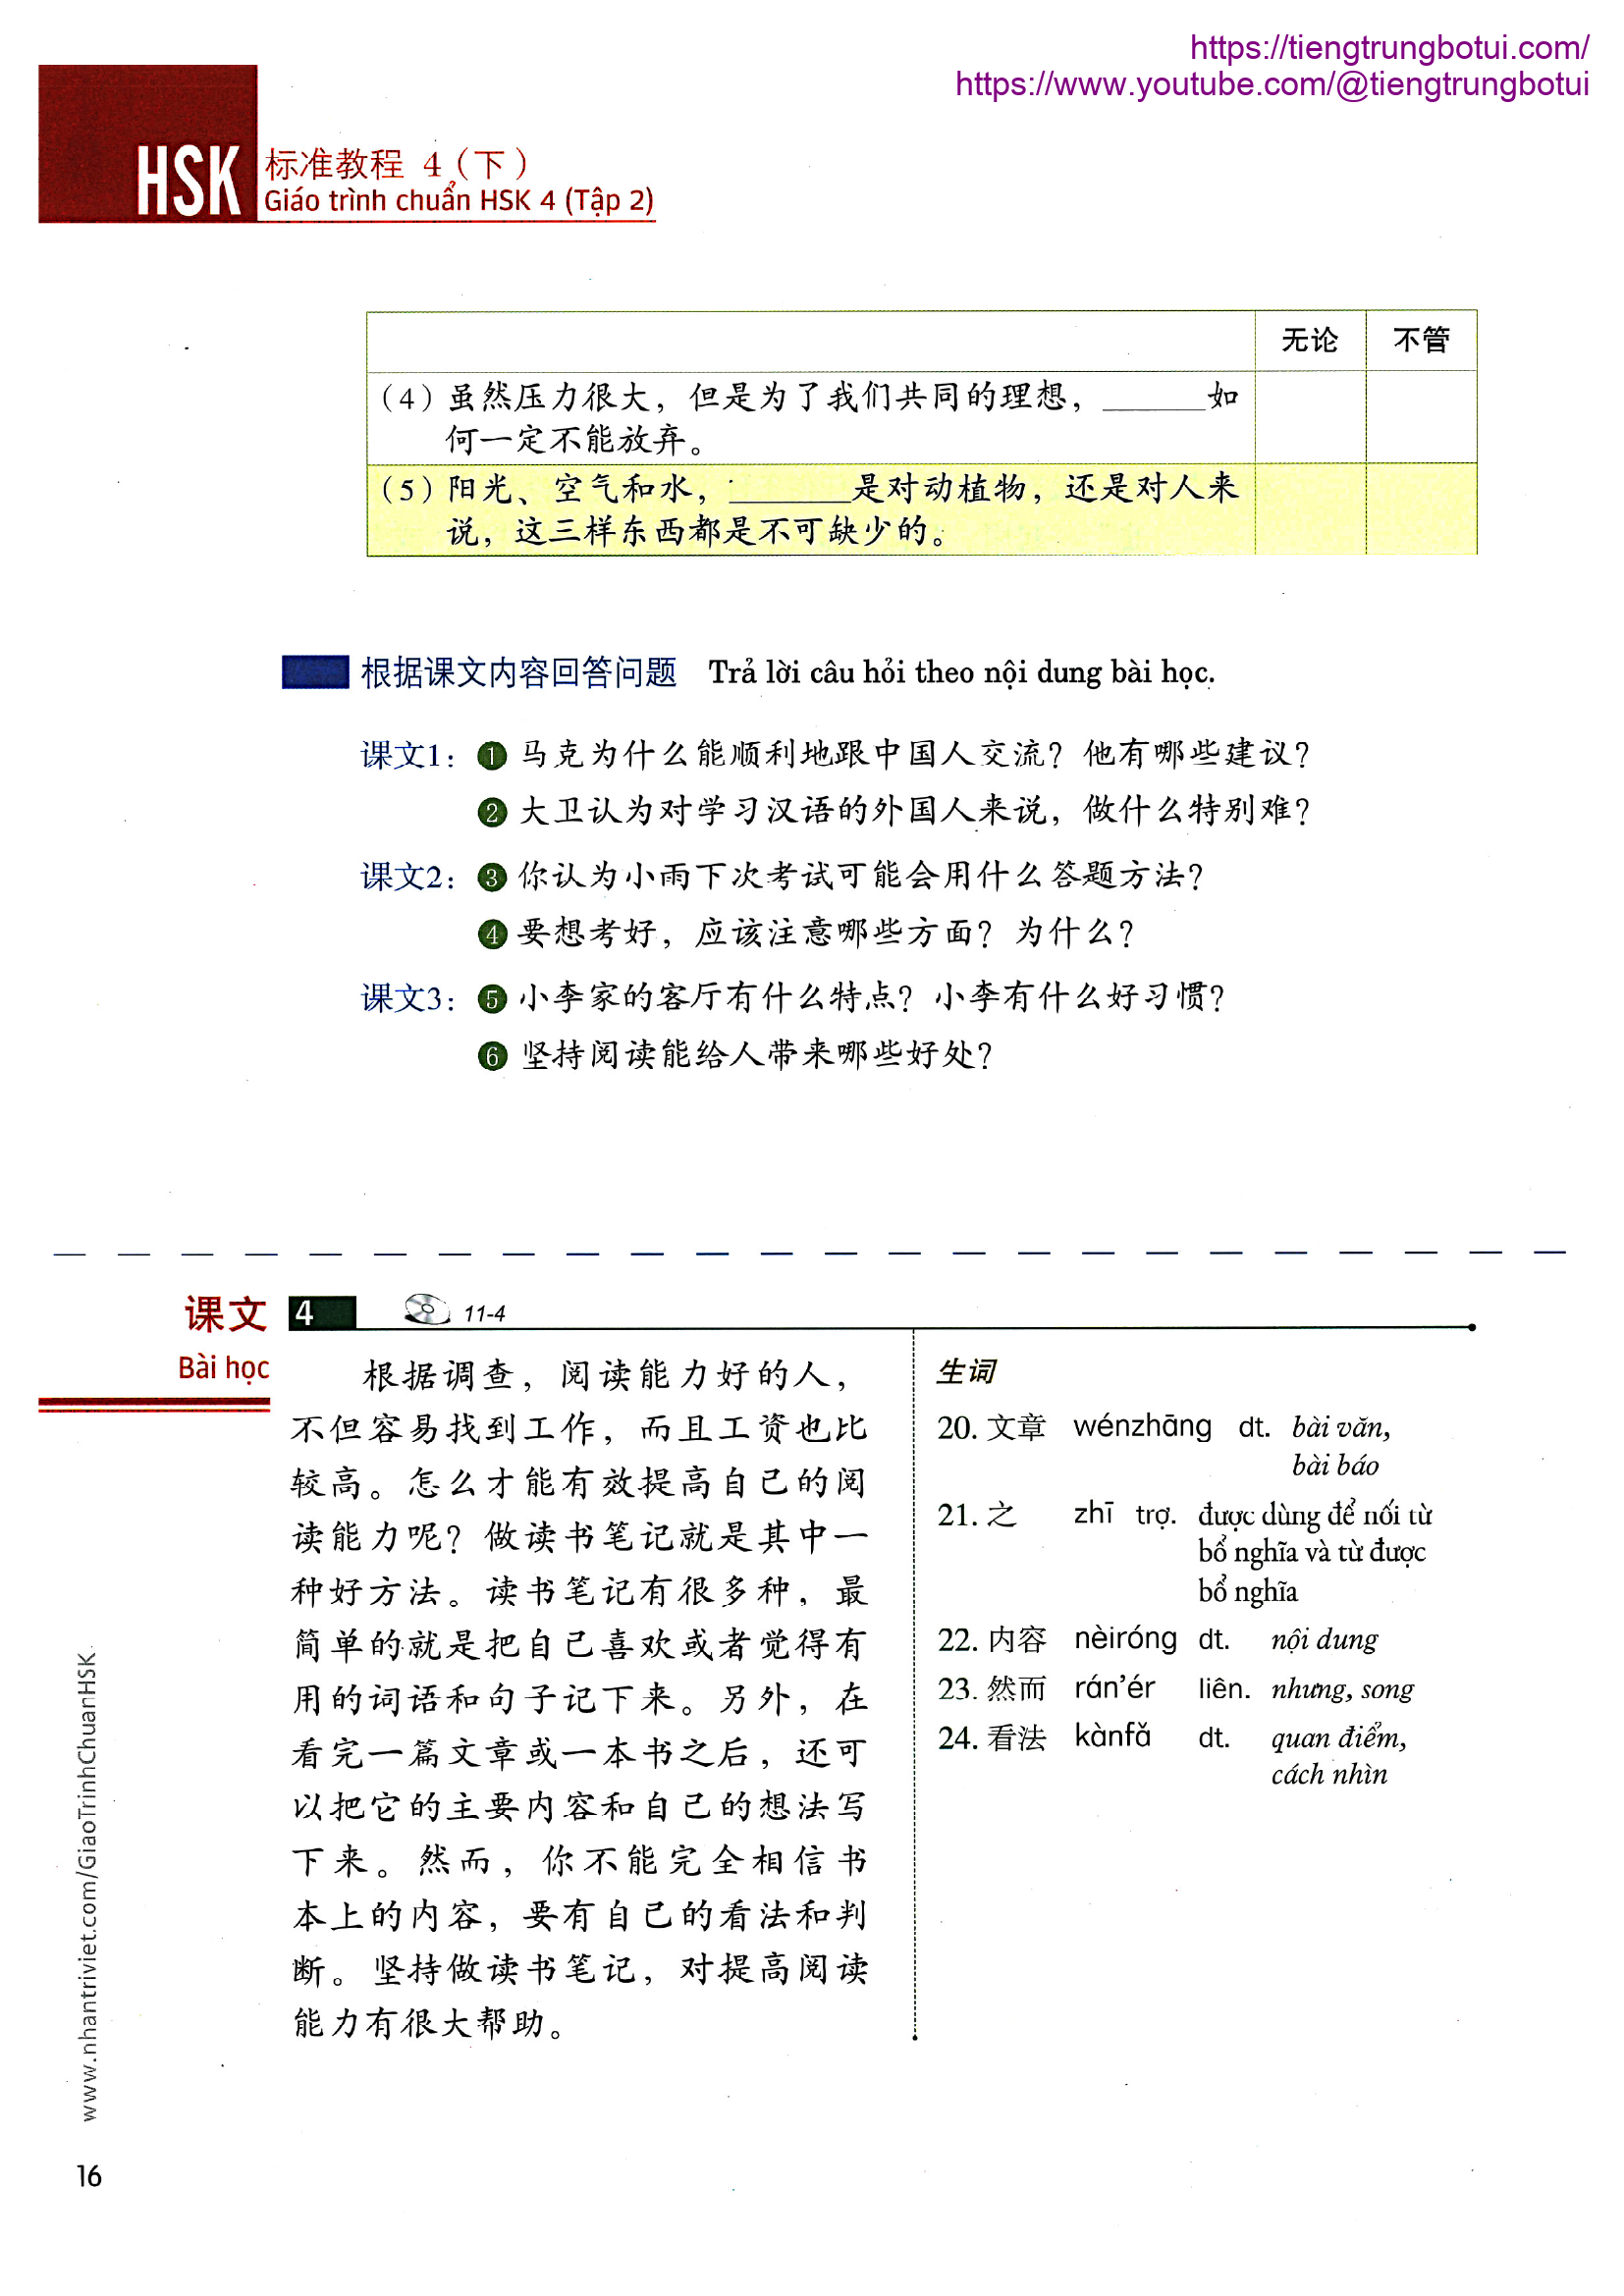 https://tiengtrungbotui.com/
https://www.youtube.com/@tiengtrungbotui
HSK 标准教程 4（下）
Giáo trình chuẩn HSK 4 (Tập 2)
无论 不管
（4）虽然压力很大，但是为了我们共同的理想，______如
何一定不能放弃。
（5）阳光、空气和水，______是对动植物，还是对人来
说，这三样东西都是不可缺少的。
根据课文内容回答问题 Trả lời câu hỏi theo nội dung bài học.
课文1： ❶ 马克为什么能顺利地跟中国人交流？他有哪些建议？
❷ 大卫认为对学习汉语的外国人来说，做什么特别难？
课文2： ❸ 你认为小雨下次考试可能会用什么答题方法？
❹ 要想考好，应该注意哪些方面？为什么？
课文3： ❺ 小李家的客厅有什么特点？小李有什么好习惯？
❻ 坚持阅读能给人带来哪些好处？
课文 4 11-4
Bài học
根据调查，阅读能力好的人，
不但容易找到工作，而且工资也比
较高。怎么才能有效提高自己的阅
读能力呢？做读书笔记就是其中一
种好方法。读书笔记有很多种，最
简单的就是把自己喜欢或者觉得有
用的词语和句子记下来。另外，在
看完一篇文章或一本书之后，还可
以把它的主要内容和自己的想法写
下来。然而，你不能完全相信书
本上的内容，要有自己的看法和判
断。坚持做读书笔记，对提高阅读
能力有很大帮助。
生词
20. 文章 wénzhāng dt. bài văn,
bài báo
21. 之 zhī trợ. được dùng để nối từ
bổ nghĩa và từ được
bổ nghĩa
22. 内容 nèiróng dt. nội dung
23. 然而 rán'ér liên. nhưng, song
24. 看法 kànfǎ dt. quan điểm,
cách nhìn
www.nhantriviet.com/GiaoTrinhChuanHSK
16